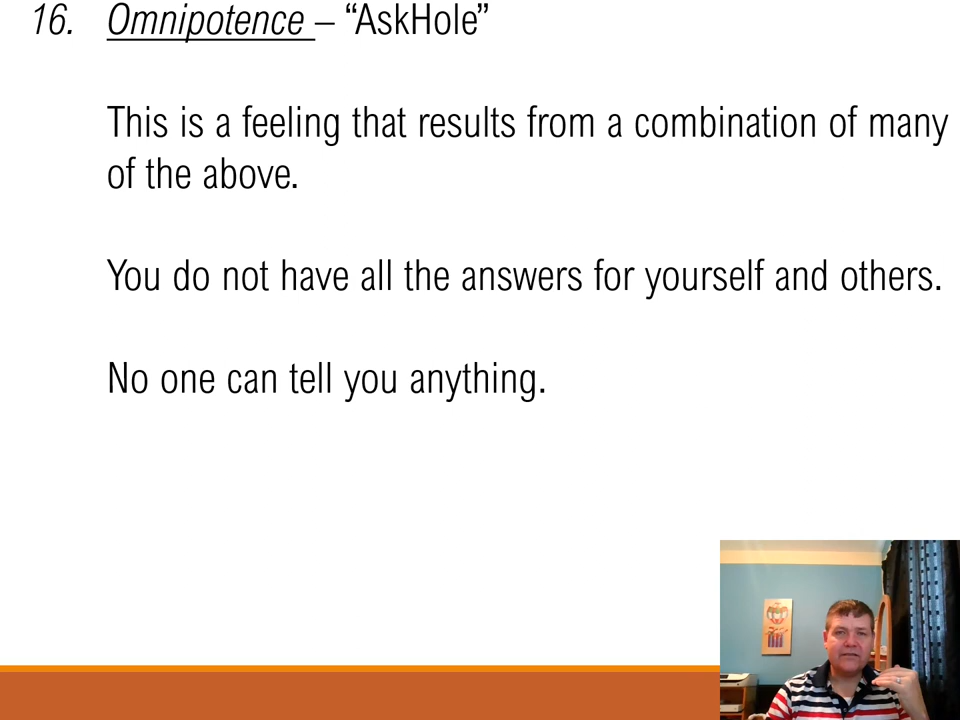 16. Omnipotence – “AskHole”
This is a feeling that results from a combination of many
of the above.
You do not have all the answers for yourself and others.
No one can tell you anything.